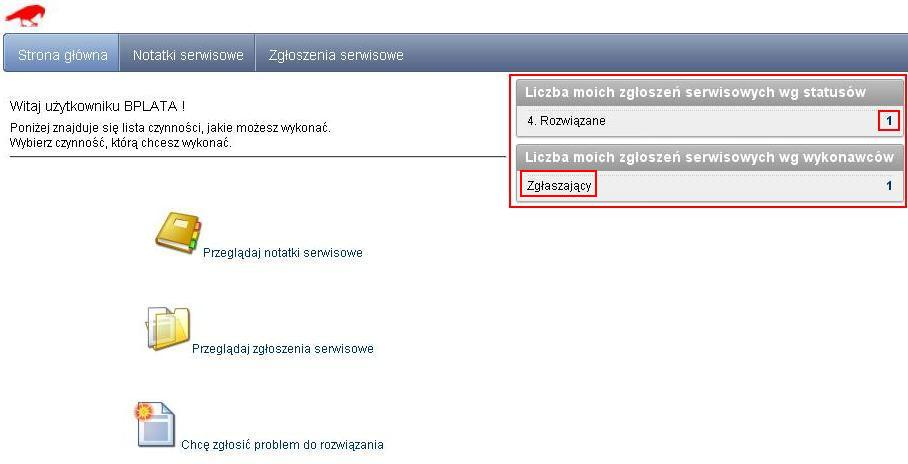 Strona główna
Notatki serwisowe
Zgłoszenia serwisowe
Witaj użytkowniku BPLATA !
Poniżej znajduje się lista czynności, jakie możesz wykonać.
Wybierz czynność, którą chcesz wykonać.
Liczba moich zgłoszeń serwisowych wg statusów
4. Rozwiązane 1
Liczba moich zgłoszeń serwisowych wg wykonawców
Zgłaszający 1
Przeglądaj notatki serwisowe
Przeglądaj zgłoszenia serwisowe
Chcę zgłosić problem do rozwiązania